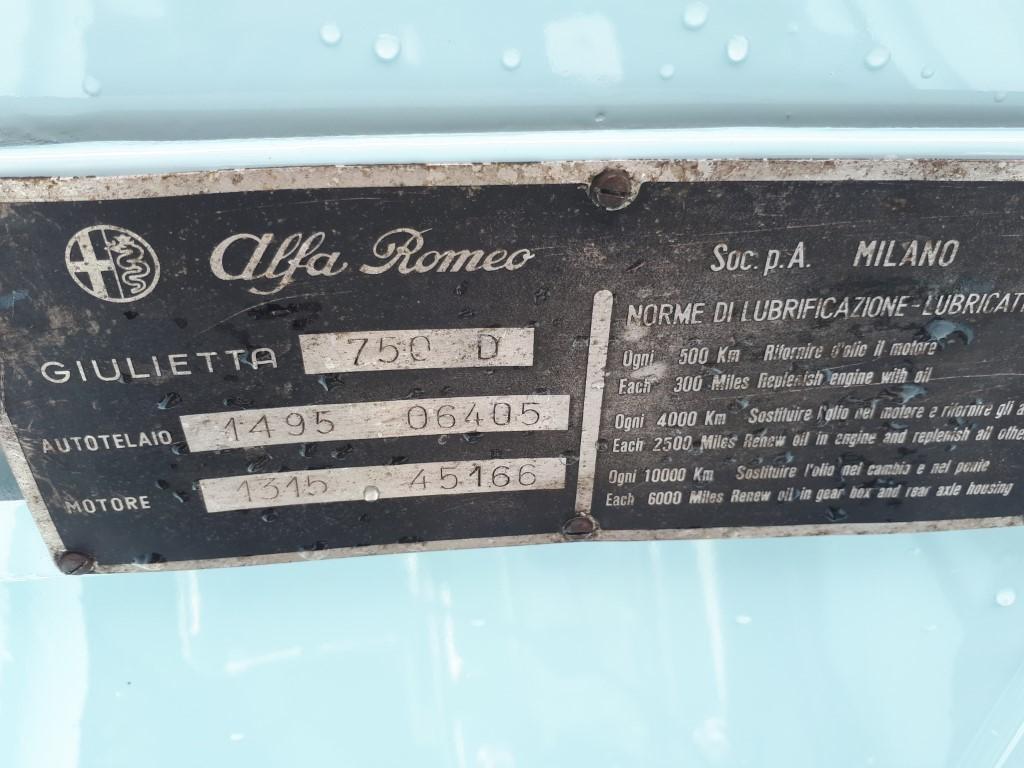 Alfa Romeo
GIULIETTA 750 D
AUTOTELAIO 1495 06405
MOTORE 1315 45166
Soc. p. A. MILANO
NORME DI LUBRIFICAZIONE - LUBRICATI
Ogni 500 Km Rifornire d'olio il motore
Each 300 Miles Replenish engine with oil
Ogni 4000 Km Sostituire l'olio nel motore e rifornire gli a
Each 2500 Miles Renew oil in engine and replenish all othe
Ogni 10000 Km Sostituire l'olio nel cambio e nel ponte
Each 6000 Miles Renew oil in gear box and rear axle housing